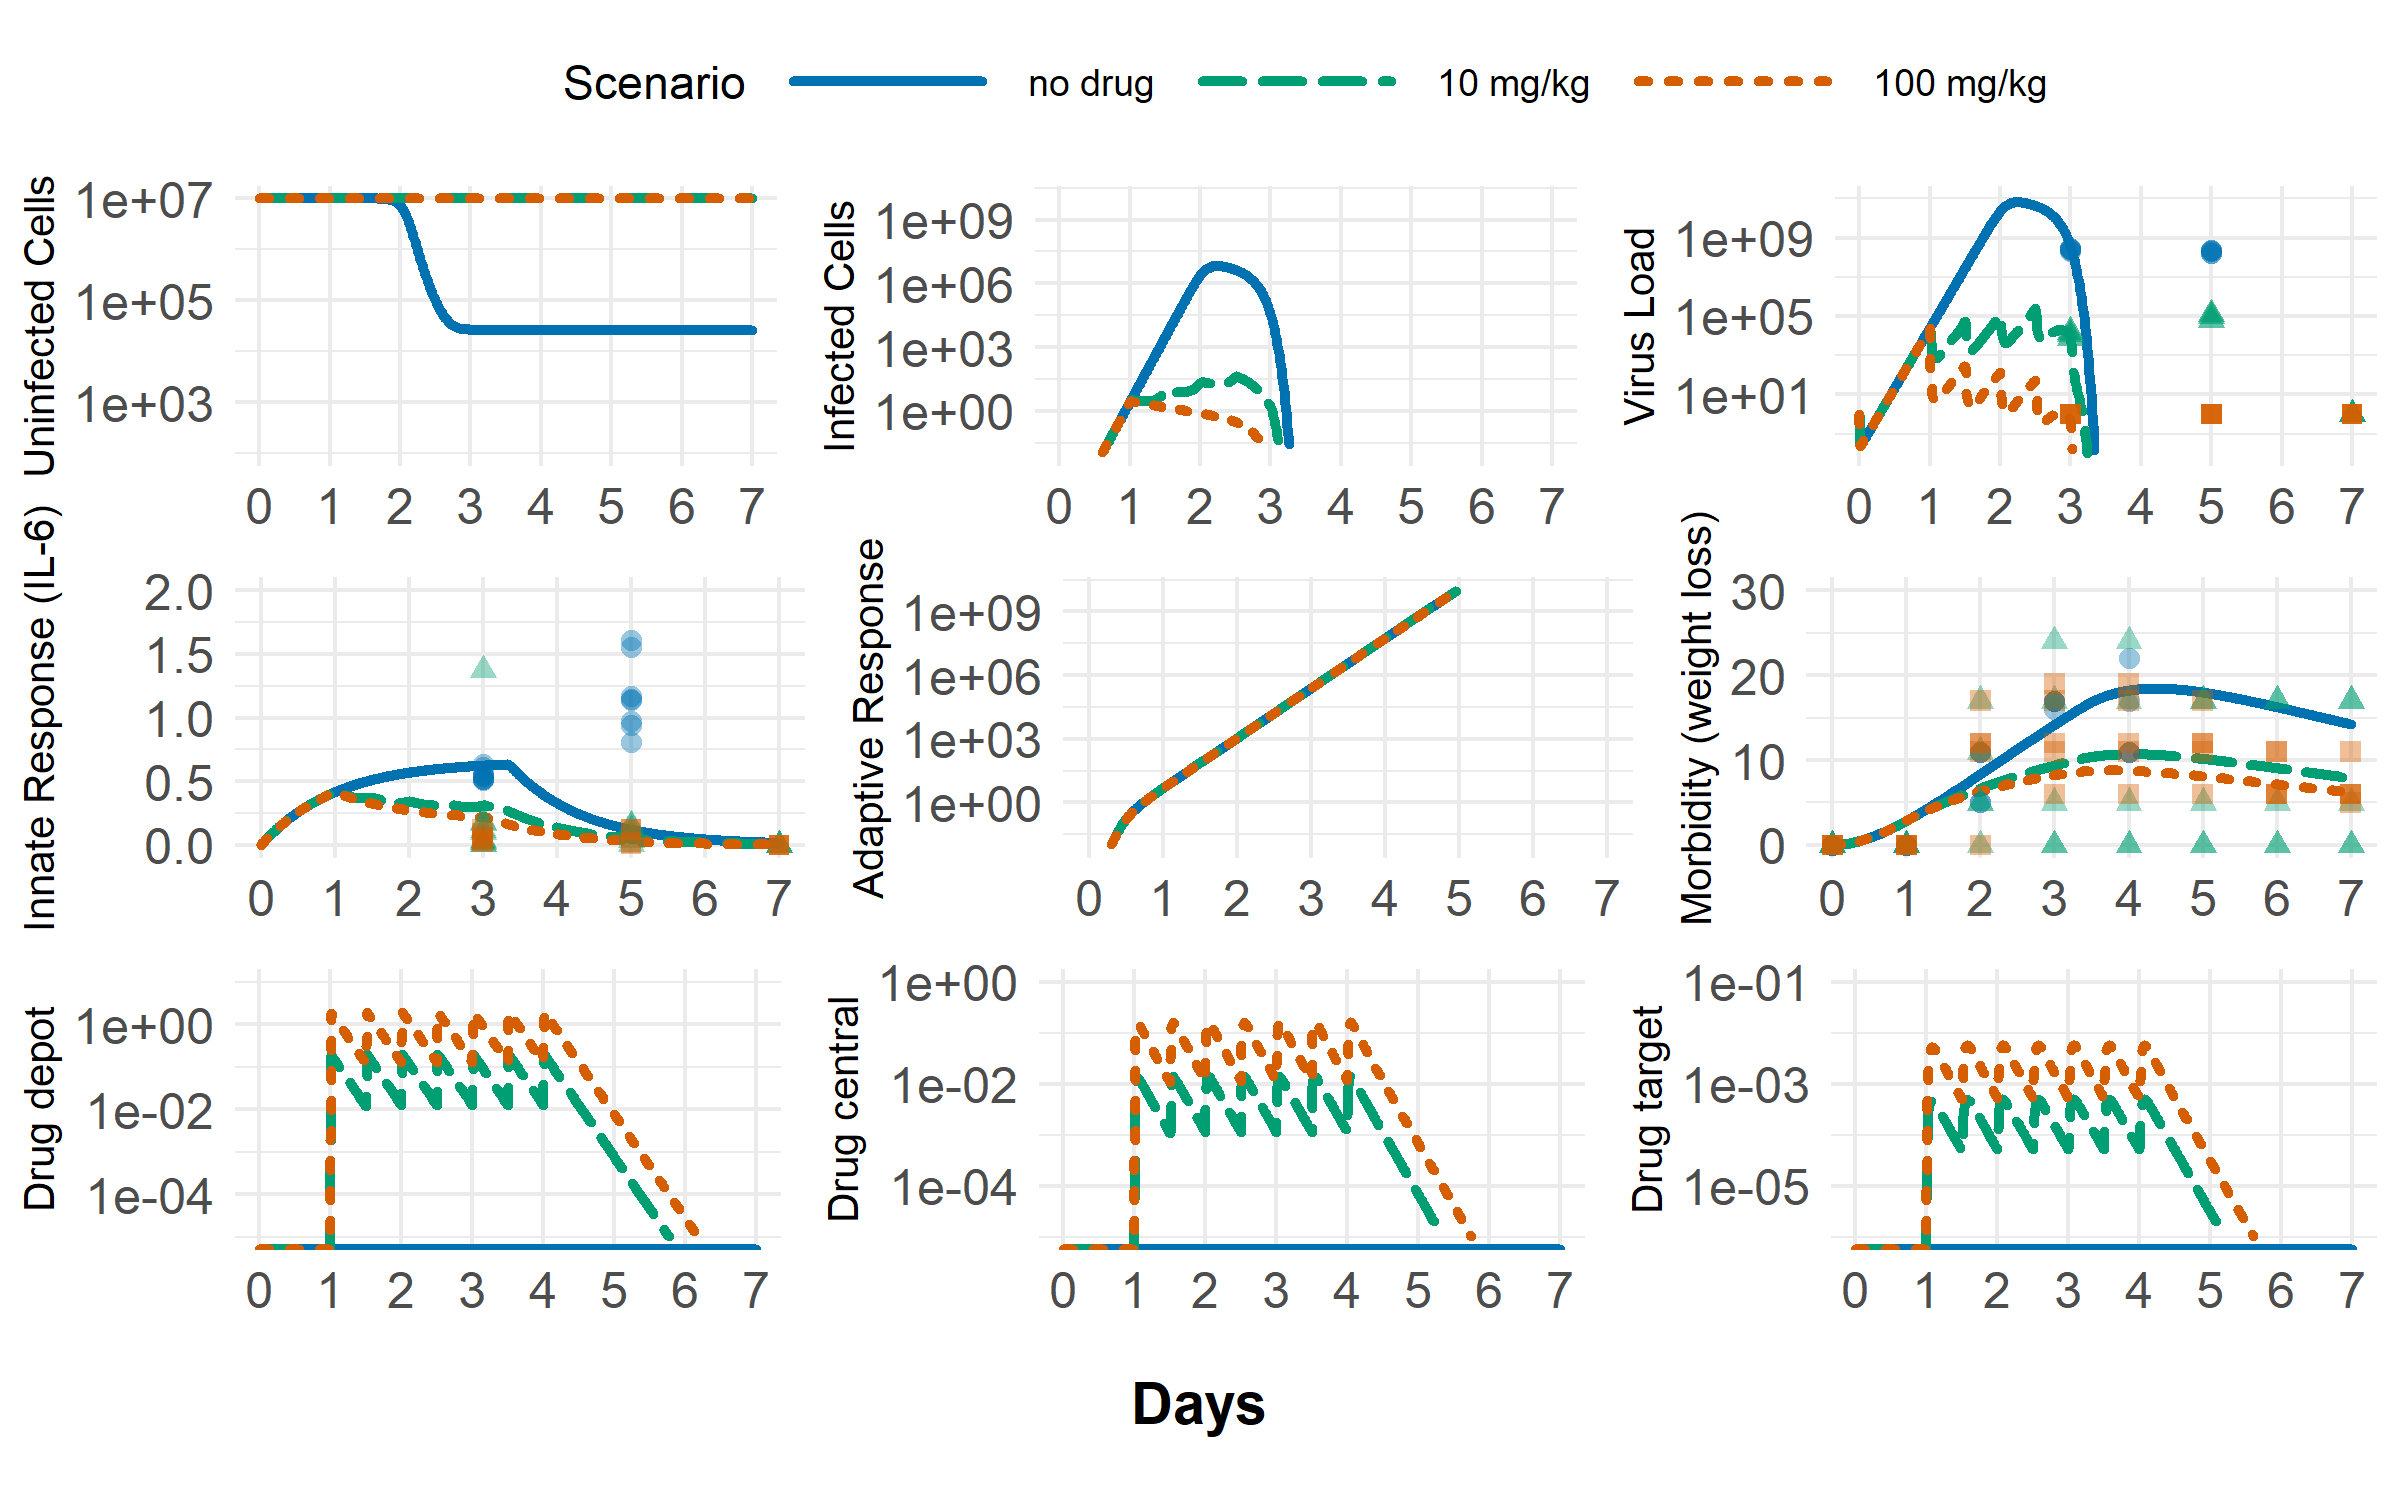 Scenario no drug 10 mg/kg 100 mg/kg
Uninfected Cells
1e+07
1e+05
1e+03
0 1 2 3 4 5 6 7
Infected Cells
1e+09
1e+06
1e+03
1e+00
0 1 2 3 4 5 6 7
Virus Load
1e+09
1e+05
1e+01
0 1 2 3 4 5 6 7
Innate Response (IL-6)
2.0
1.5
1.0
0.5
0.0
0 1 2 3 4 5 6 7
Adaptive Response
1e+09
1e+06
1e+03
1e+00
0 1 2 3 4 5 6 7
Morbidity (weight loss)
30
20
10
0
0 1 2 3 4 5 6 7
Drug depot
1e+00
1e-02
1e-04
0 1 2 3 4 5 6 7
Drug central
1e+00
1e-02
1e-04
0 1 2 3 4 5 6 7
Drug target
1e-01
1e-03
1e-05
0 1 2 3 4 5 6 7
Days